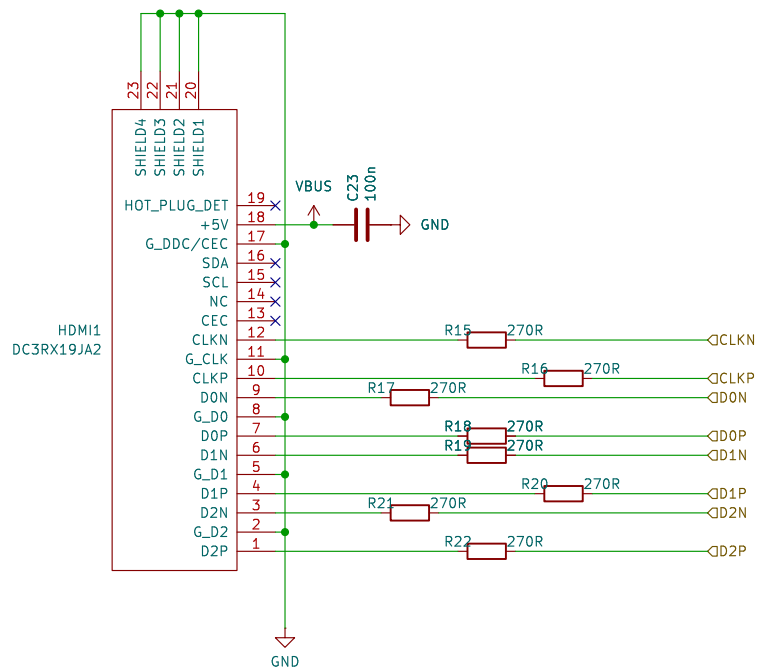 23
22
21
20
SHIELD4
SHIELD3
SHIELD2
SHIELD1
HOT_PLUG_DET 19
+5V 18
G_DDC/CEC 17
SDA 16
SCL 15
NC 14
CEC 13
CLKN 12
G_CLK 11
CLKP 10
D0N 9
G_D0 8
D0P 7
D1N 6
G_D1 5
D1P 4
D2N 3
G_D2 2
D2P 1
HDMI1
DC3RX19JA2
VBUS
C23
100n
GND
R15 270R CLKN
R16 270R CLKP
R17 270R D0N
R18 270R D0P
R19 270R D1N
R20 270R D1P
R21 270R D2N
R22 270R D2P
GND